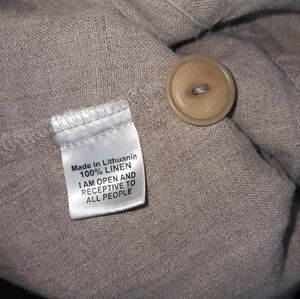 Made in Lithuania
100% LINEN
I AM OPEN AND
RECEPTIVE TO
ALL PEOPLE